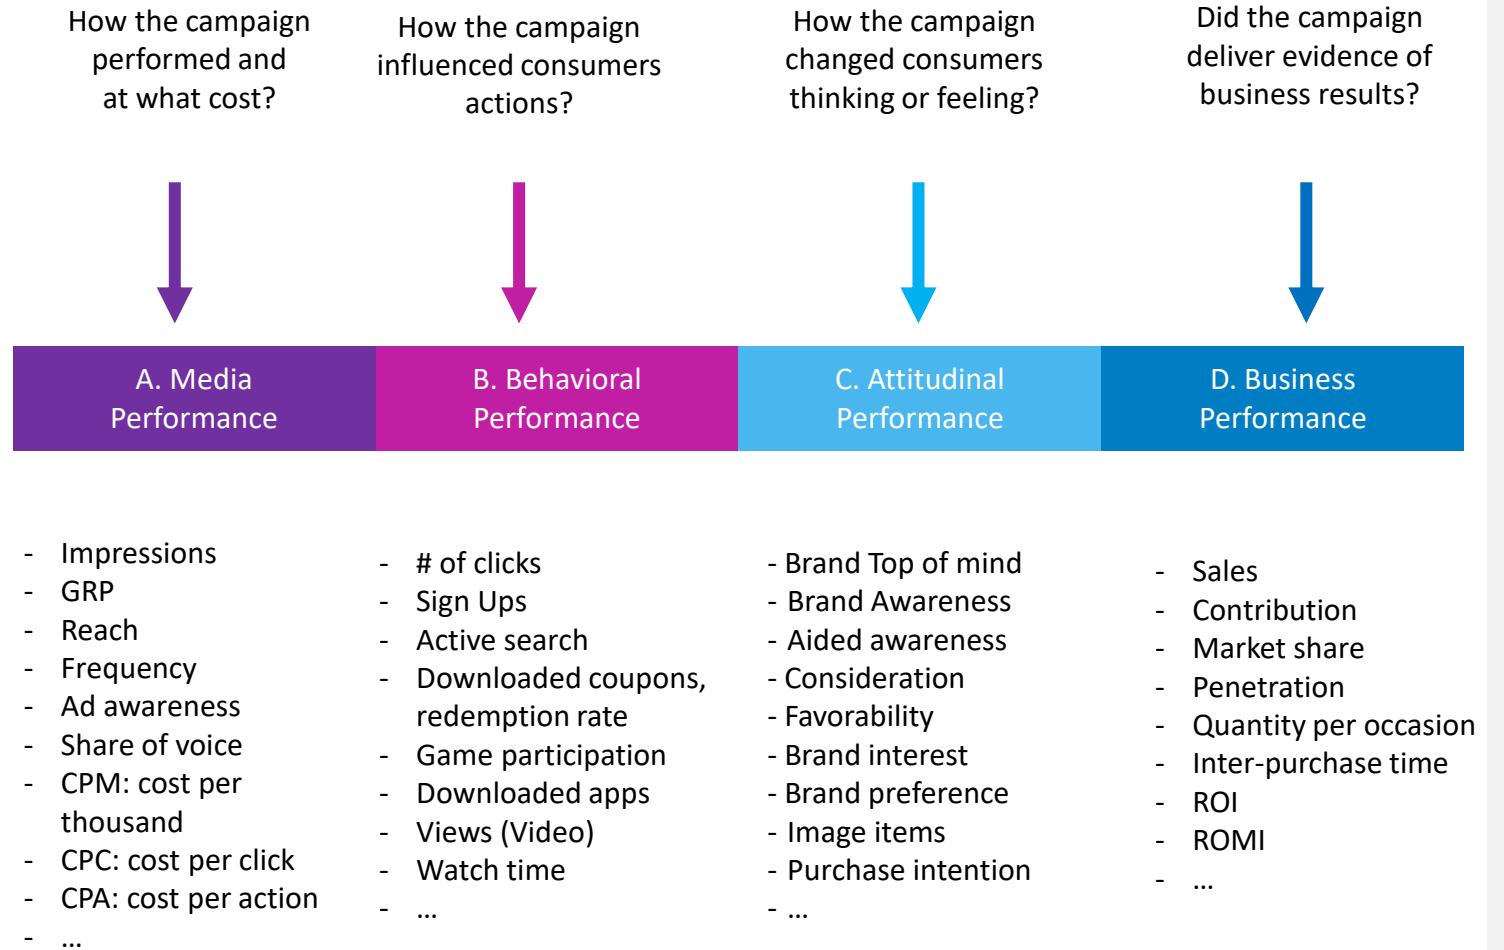 How the campaign
performed and
at what cost?
How the campaign
influenced consumers
actions?
How the campaign
changed consumers
thinking or feeling?
Did the campaign
deliver evidence of
business results?
A. Media
Performance
B. Behavioral
Performance
C. Attitudinal
Performance
D. Business
Performance
- Impressions
- GRP
- Reach
- Frequency
- Ad awareness
- Share of voice
- CPM: cost per
thousand
- CPC: cost per click
- CPA: cost per action
- ...
- # of clicks
- Sign Ups
- Active search
- Downloaded coupons,
redemption rate
- Game participation
- Downloaded apps
- Views (Video)
- Watch time
- ...
- Brand Top of mind
- Brand Awareness
- Aided awareness
- Consideration
- Favorability
- Brand interest
- Brand preference
- Image items
- Purchase intention
- ...
- Sales
- Contribution
- Market share
- Penetration
- Quantity per occasion
- Inter-purchase time
- ROI
- ROMI
- ...